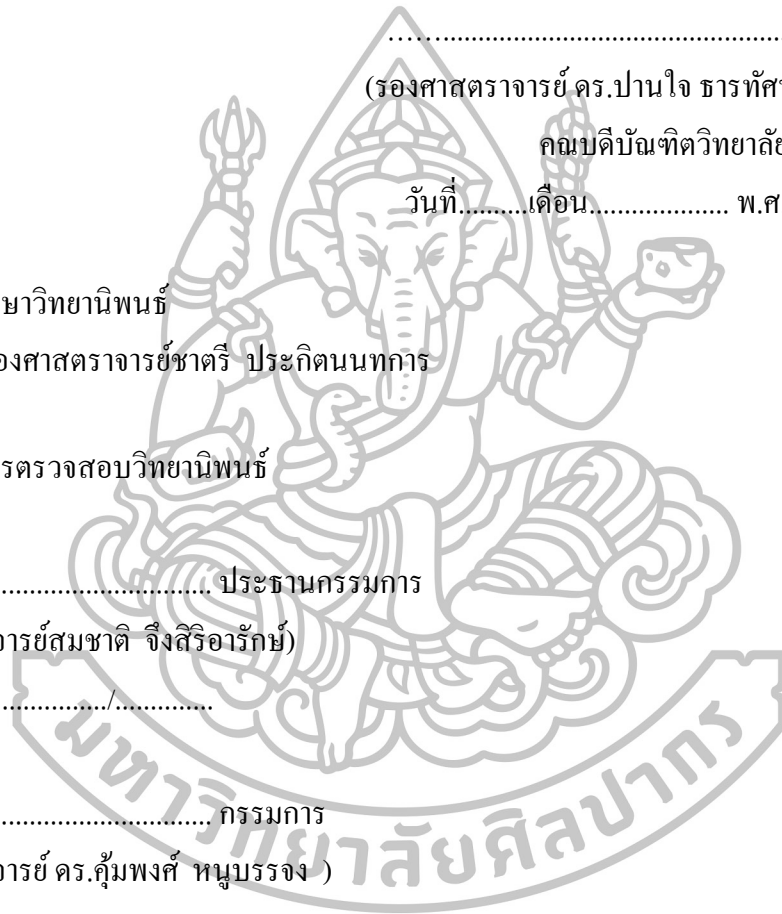 ……............................................................
(รองศาสตราจารย์ ดร.ปานใจ
คณบดีบัณฑิตวิทยาลัย
วันที่..........เดือน.................... พ.ศ
ษาวิทยานิพนธ์
องศาสตราจารย์ชาตรี ประกิตนนทการ
รตรวจสอบวิทยานิพนธ์
.............................. ประธานกรรมการ
อารย์สมชาติ จึงสิริอารักษ์)
................/..............
.............................. กรรมการ
อารย์ ดร.คุ้มพงศ์ หนูบรรจง )
มหาวิทยาลัยศิลปากร